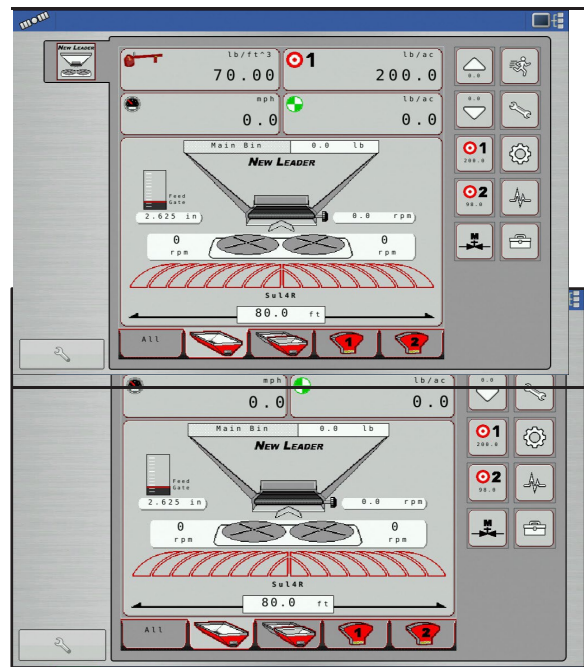 NEW LEADER
lb/ft^3
70.00
1
lb/ac
200.0
0.0
mph
0.0
lb/ac
0.0
0.0
Main Bin 0.0 lb
NEW LEADER
1
200.0
Feed
Gate
2
90.0
2.625 in
0.0 rpm
0
rpm
0
rpm
M
Sul4R
80.0 ft
All
1
2
mph
0.0
lb/ac
0.0
0.0
Main Bin 0.0 lb
NEW LEADER
1
200.0
Feed
Gate
2
90.0
2.625 in
0.0 rpm
0
rpm
0
rpm
M
Sul4R
80.0 ft
All
1
2